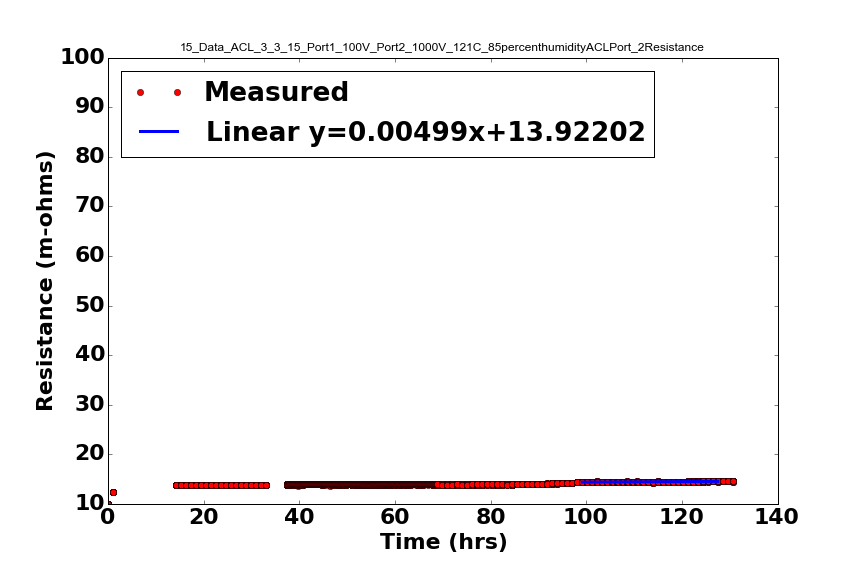 15_Data_ACL_3_3_15_Port1_100V_Port2_1000V_121C_85percenthumidityACLPort_2Resistance
Measured
Linear y=0.00499x+13.92202
100
90
80
70
60
50
40
30
20
10
Resistance (m-ohms)
0 20 40 60 80 100 120 140
Time (hrs)